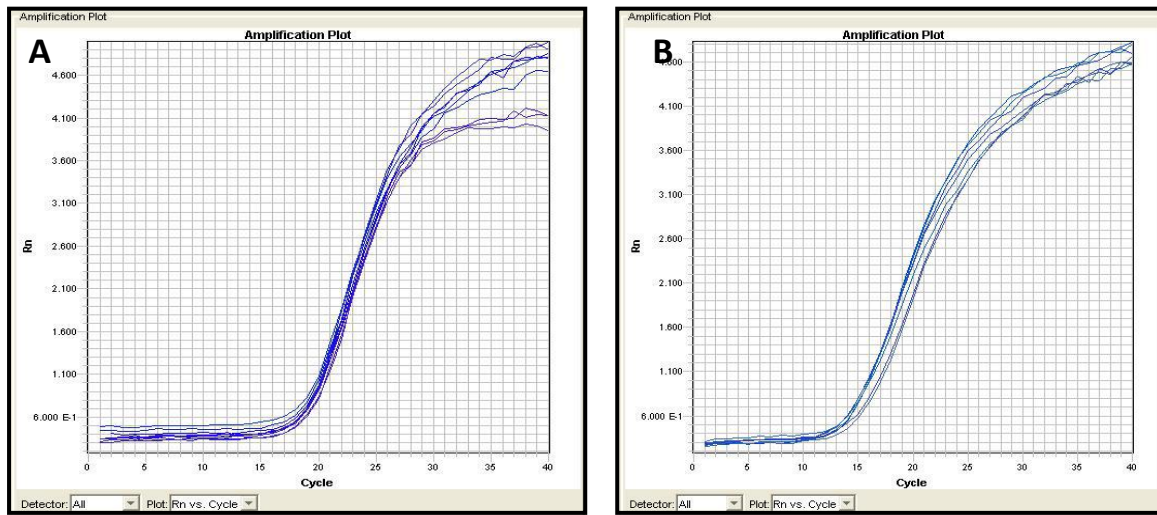 Amplification Plot
A
Amplification Plot
4.600
4.100
3.600
3.100
2.600
2.100
1.600
1.100
6.000 E-1
Rn
0 5 10 15 20 25 30 35 40
Cycle
Detector: All Plot: Rn vs. Cycle
Amplification Plot
B
Amplification Plot
4.600
4.100
3.600
3.100
2.600
2.100
1.600
1.100
6.000 E-1
Rn
0 5 10 15 20 25 30 35 40
Cycle
Detector: All Plot: Rn vs. Cycle